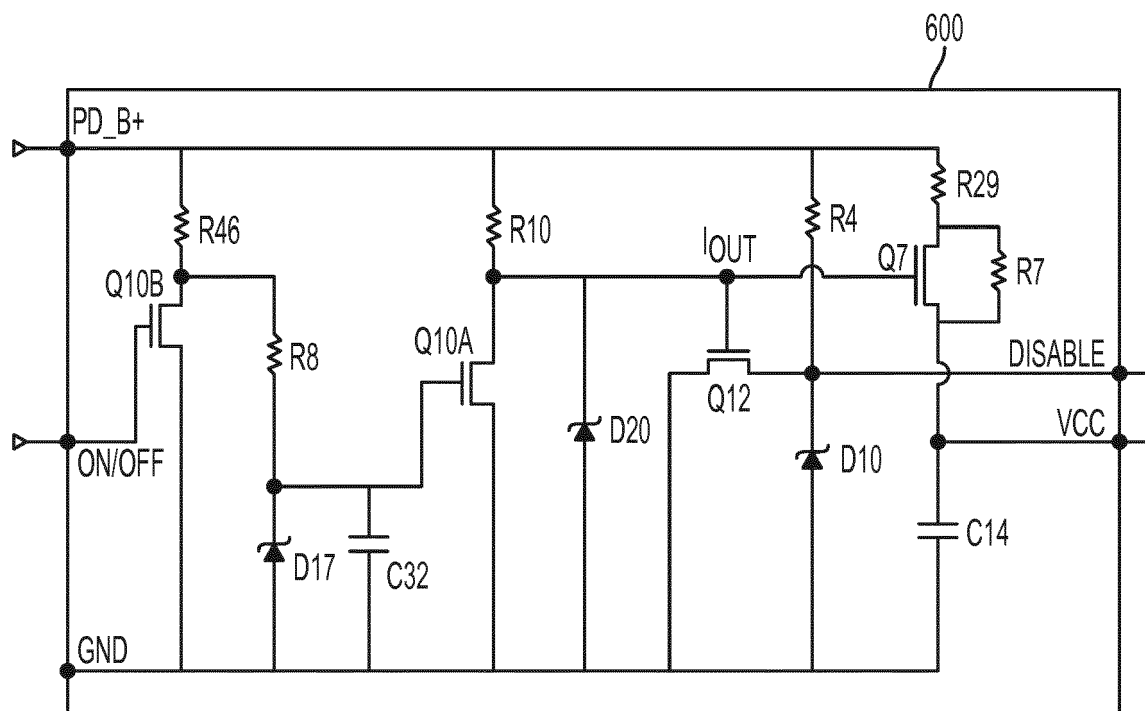 600
PD_B+
R46
R10
R4
R29
IOUT
Q7
R7
Q10B
R8
Q10A
DISABLE
Q12
VCC
ON/OFF
D20
D10
D17
C32
C14
GND